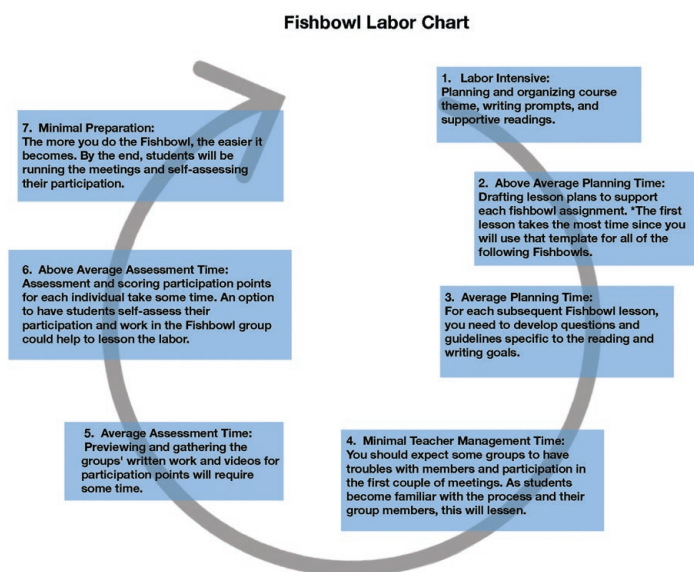 Fishbowl Labor Chart
1. Labor Intensive:
Planning and organizing course
theme, writing prompts, and
supportive readings.
2. Above Average Planning Time:
Drafting lesson plans to support
each fishbowl assignment. *The first
lesson takes the most time since you
will use that template for all of the
following Fishbowls.
3. Average Planning Time:
For each subsequent Fishbowl lesson,
you need to develop questions and
guidelines specific to the reading and
writing goals.
4. Minimal Teacher Management Time:
You should expect some groups to have
troubles with members and participation in
the first couple of meetings. As students
become familiar with the process and their
group members, this will lessen.
5. Average Assessment Time:
Previewing and gathering the
groups' written work and videos for
participation points will require
some time.
6. Above Average Assessment Time:
Assessment and scoring participation points
for each individual take some time. An option
to have students self-assess their
participation and work in the Fishbowl group
could help to lesson the labor.
7. Minimal Preparation:
The more you do the Fishbowl, the easier it
becomes. By the end, students will be
running the meetings and self-assessing
their participation.